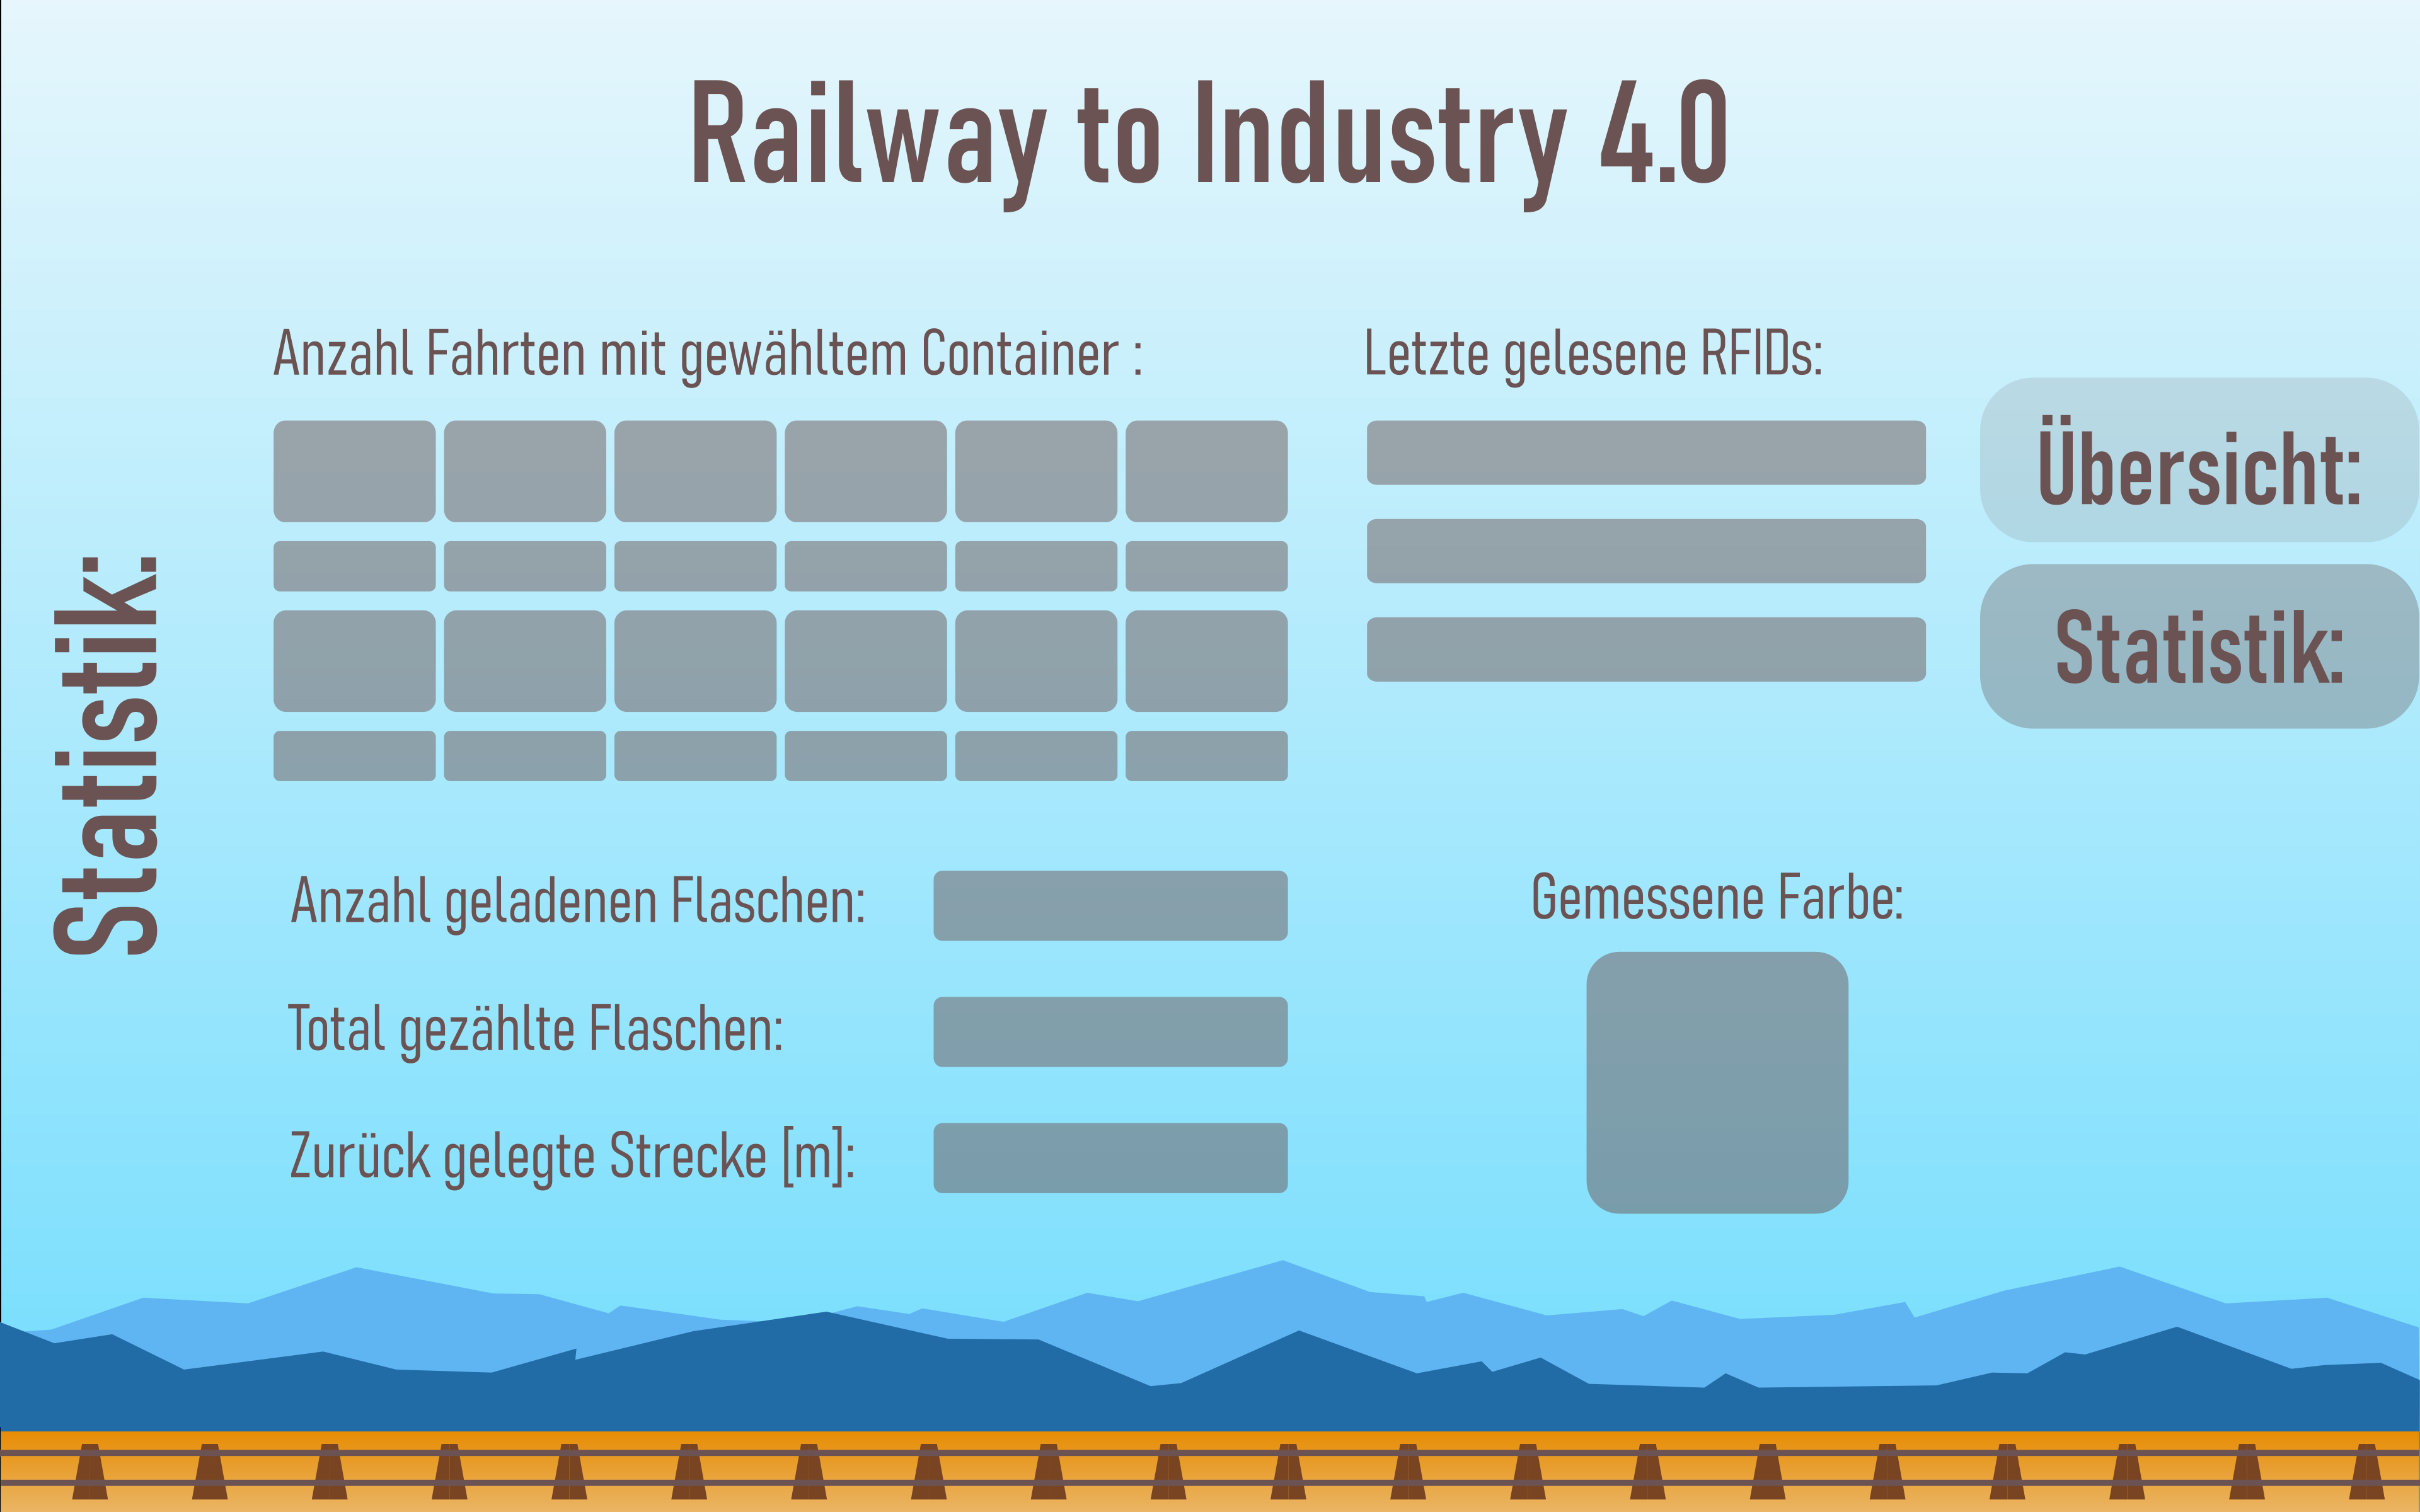 Railway to Industry 4.0
Statistik:
Anzahl Fahrten mit gewähltem Container :
Letzte gelesene RFIDs:
Übersicht:
Statistik:
Anzahl geladenen Flaschen:
Total gezählte Flaschen:
Zurück gelegte Strecke [m]:
Gemessene Farbe: